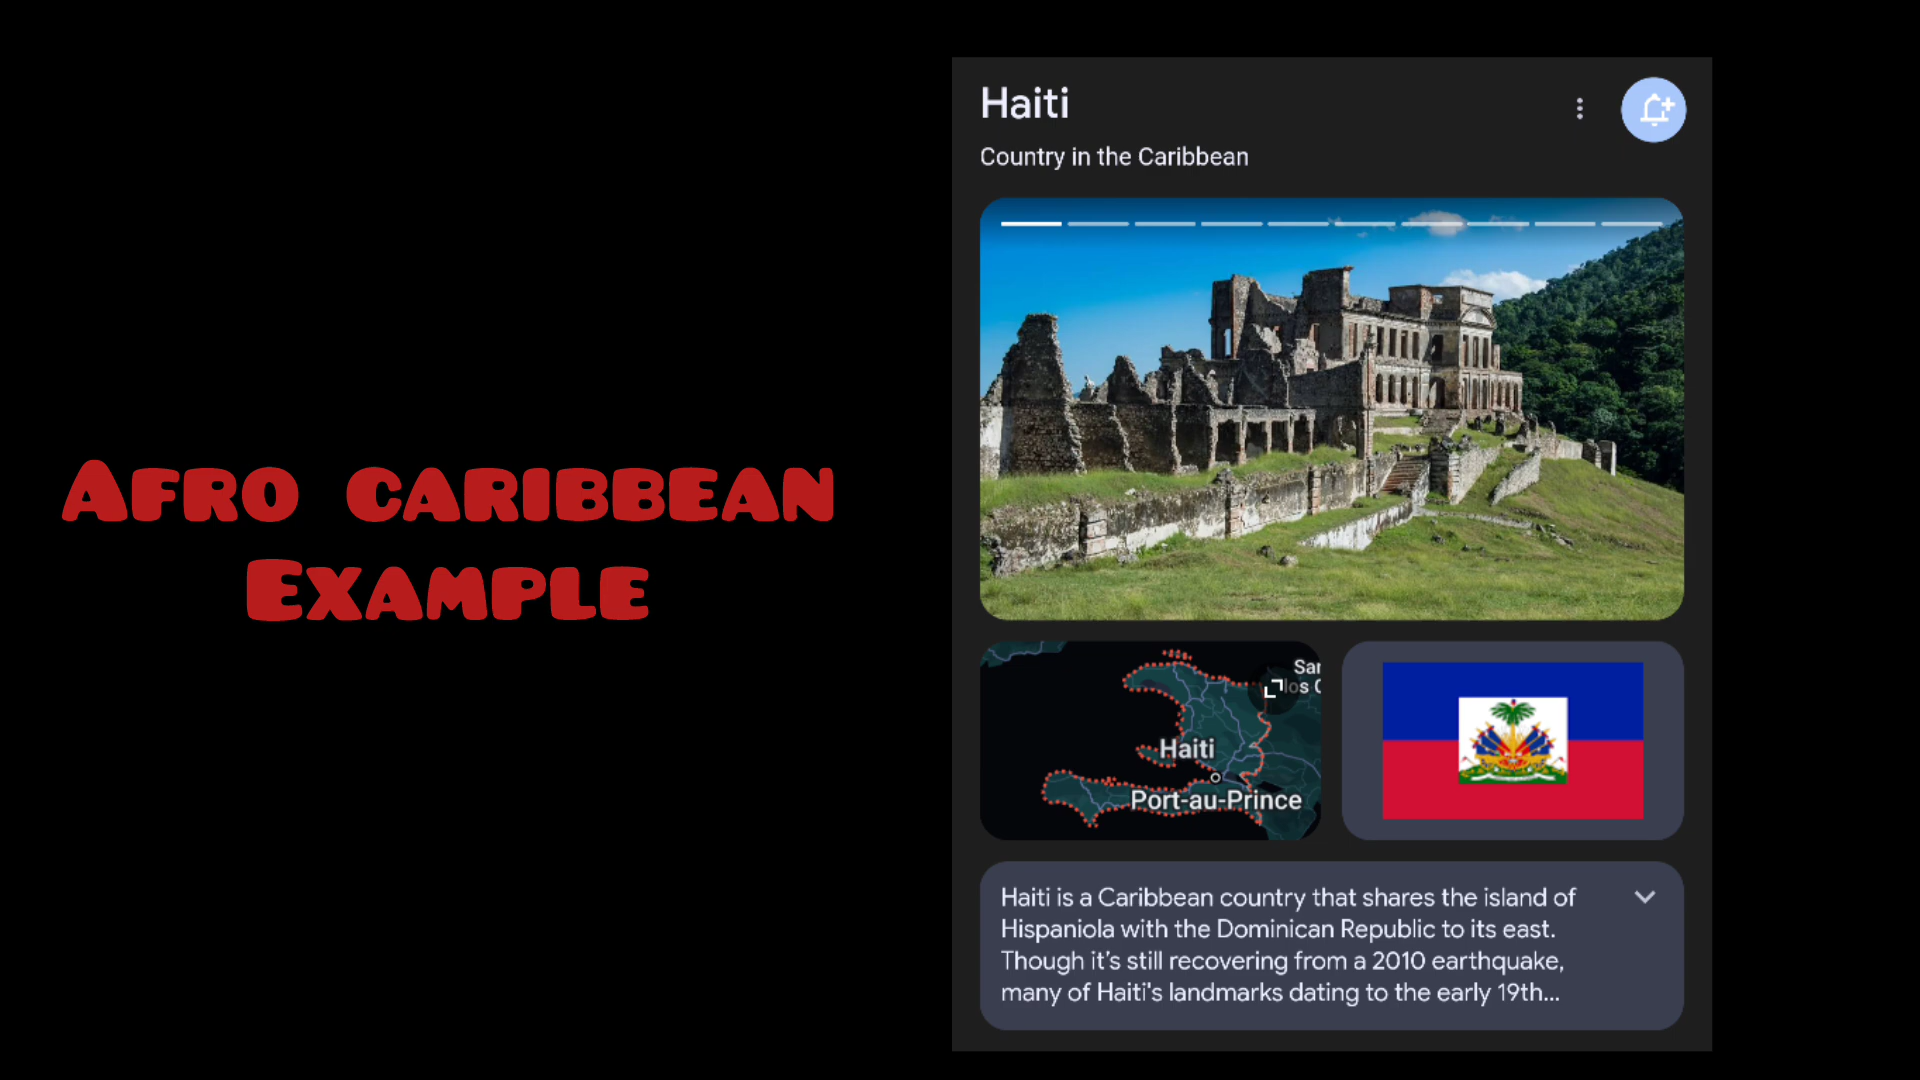 Afro caribbean
Example
Haiti
Country in the Caribbean
Haiti
Port-au-Prince
Haiti is a Caribbean country that shares the island of
Hispaniola with the Dominican Republic to its east.
Though it's still recovering from a 2010 earthquake,
many of Haiti's landmarks dating to the early 19th...